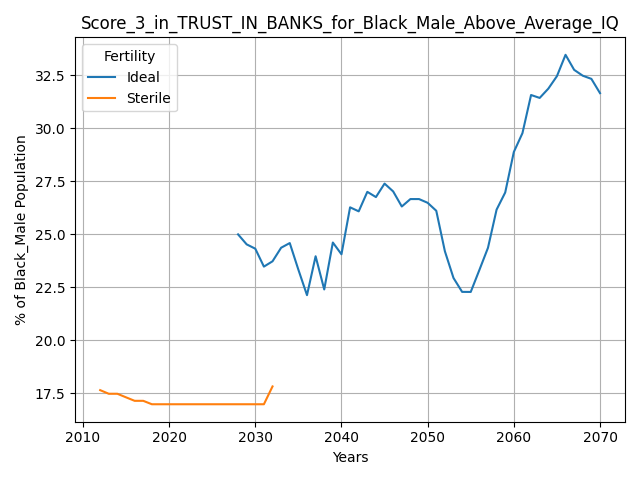 Score_3_in_TRUST_IN_BANKS_for_Black_Male_Above_Average_IQ
Fertility
Ideal
Sterile
% of Black_Male Population
32.5
30.0
27.5
25.0
22.5
20.0
17.5
2010 2020 2030 2040 2050 2060 2070
Years